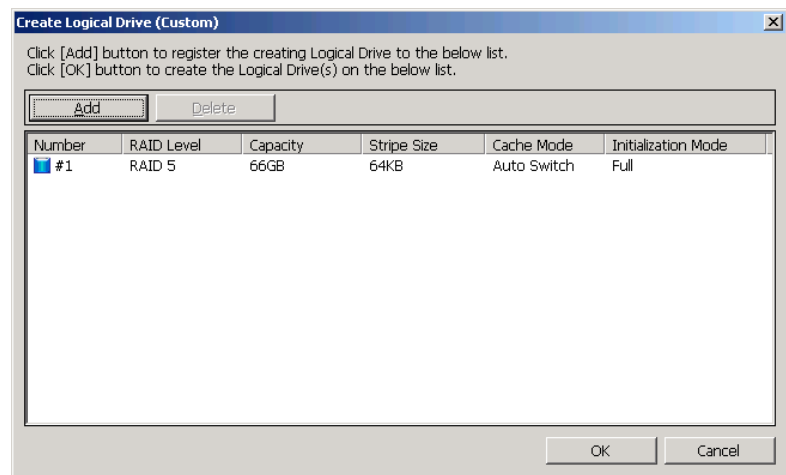 Create Logical Drive (Custom)
Click [Add] button to register the creating Logical Drive to the below list.
Click [OK] button to create the Logical Drive(s) on the below list.
Add Delete
Number RAID Level Capacity Stripe Size Cache Mode Initialization Mode
#1 RAID 5 66GB 64KB Auto Switch Full
OK Cancel